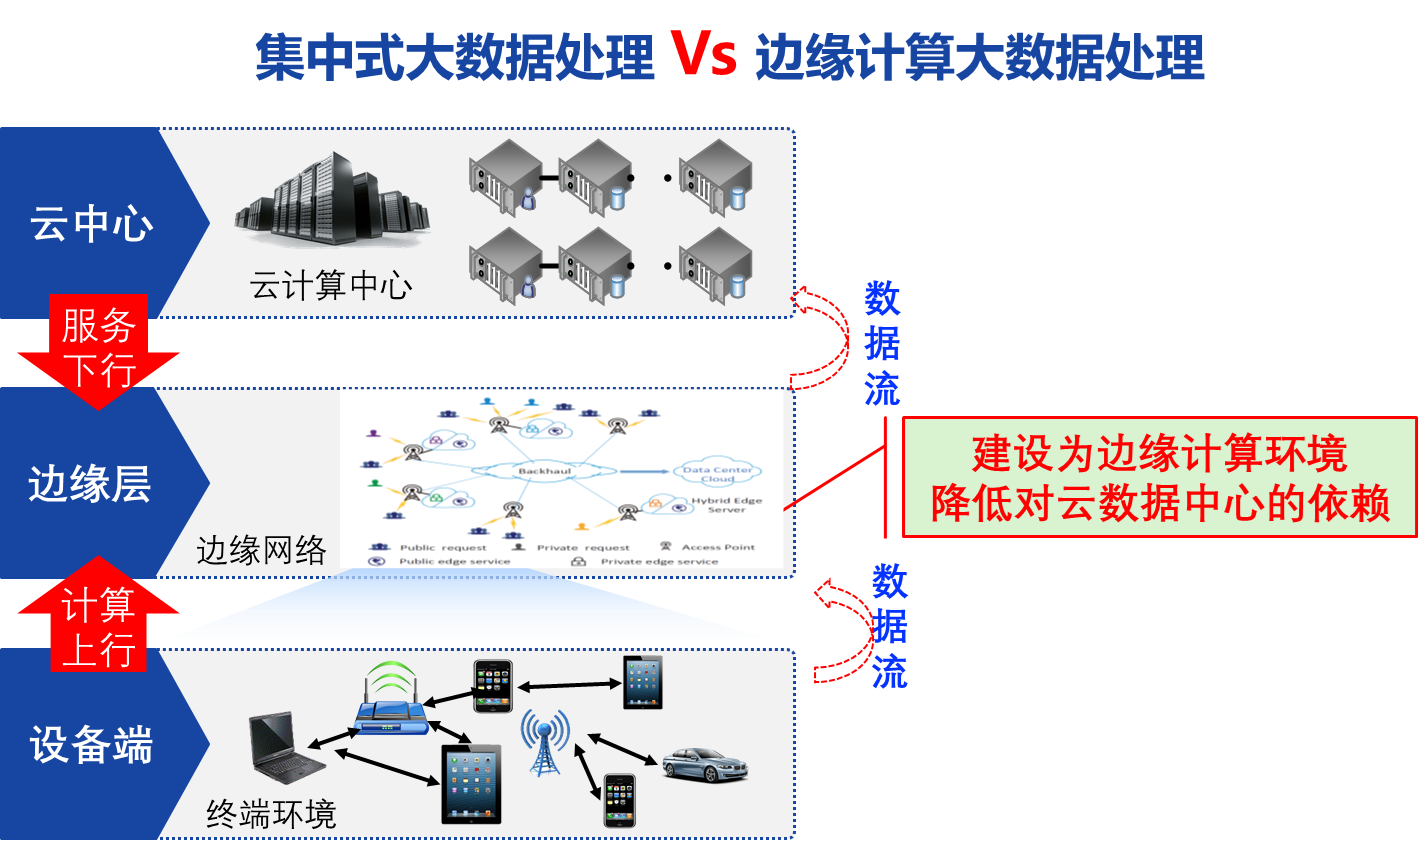 集中式大数据处理 Vs 边缘计算大数据处理
云中心
云计算中心
服务
下行
数
据
流
边缘层
边缘网络
Backhaul
Data Center
Cloud
Hybrid Edge
Server
Public request
Private request
Access Point
Public edge service
Private edge service
建设为边缘计算环境
降低对云数据中心的依赖
计算
上行
数
据
流
设备端
终端环境